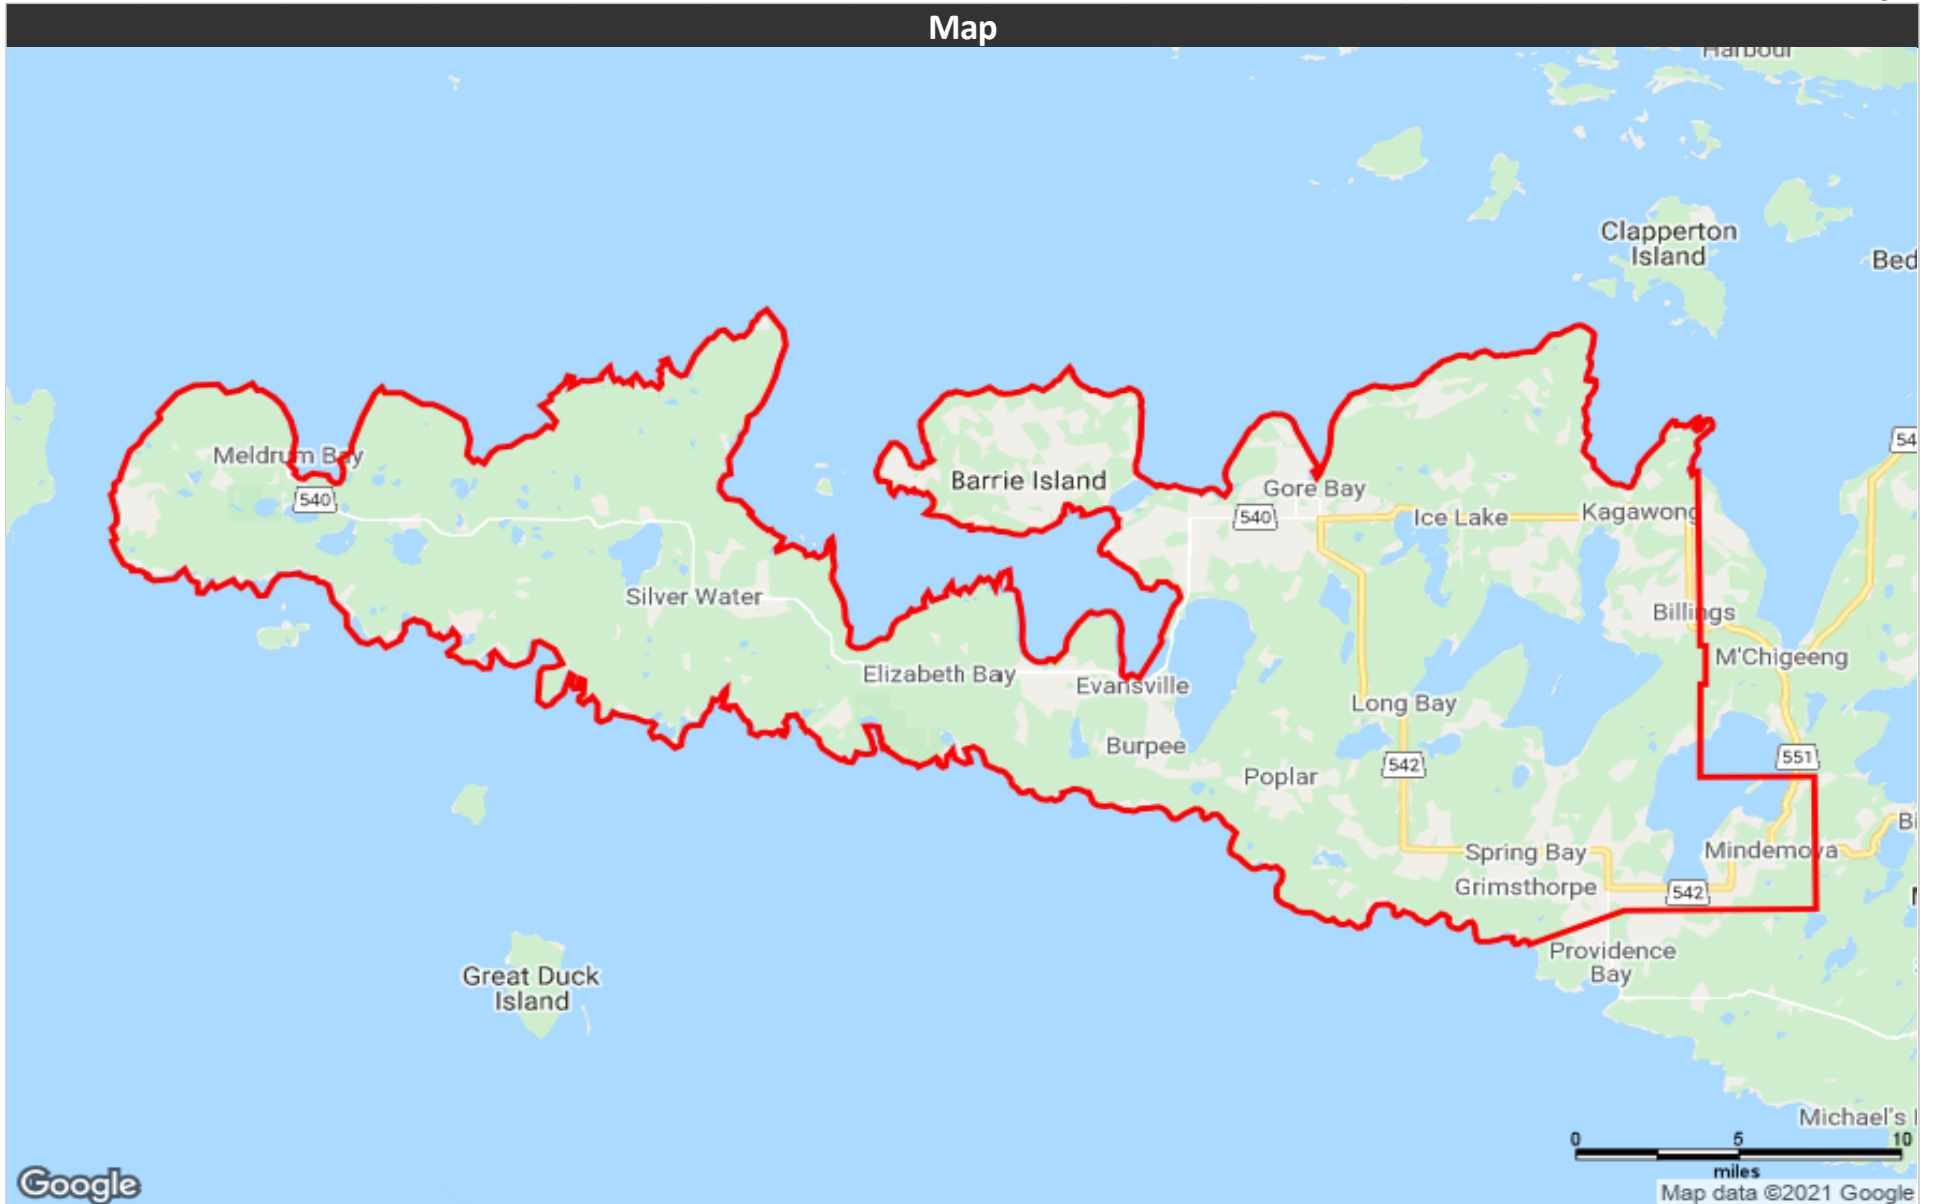 Map
Harbour
Clapperton
Island
Bed
54
Meldrum Bay
540
Barrie Island
Gore Bay
540
Ice Lake
Kagawong
Silver Water
Billings
M'Chigeeng
Elizabeth Bay
Evansville
Long Bay
Burpee
542
551
Poplar
Bi
Spring Bay
Mindemoya
Grimsthorpe
542
Providence
Bay
Great Duck
Island
Michael's
0 5 10
miles
Google
Map data ©2021 Google